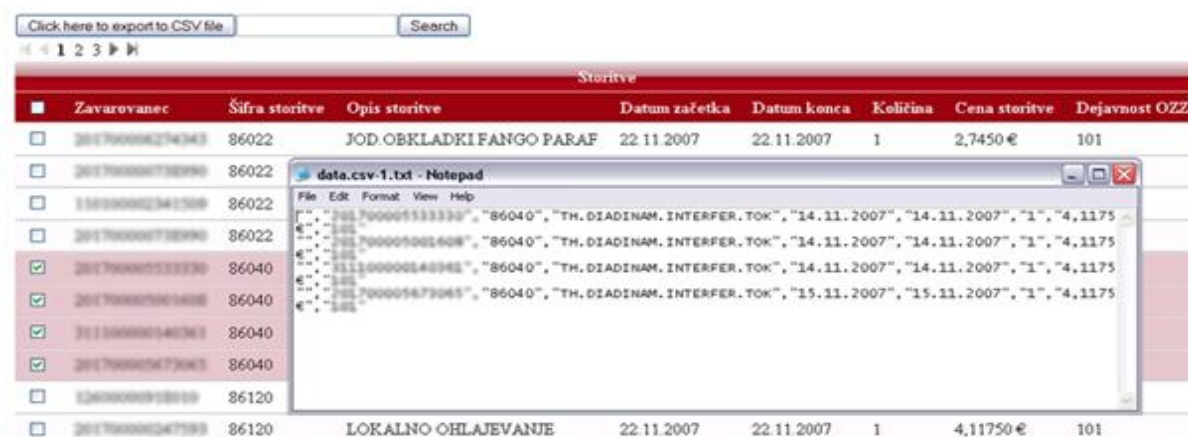 Click here to export to CSV file Search
1 2 3
Storitve
Zavarovanec Šifra storitve Opis storitve Datum začetka Datum konca Količina Cena storitve Dejavnost OZZ
86022 JOD.OBKLADKI FANGO PARAF 22.11.2007 22.11.2007 1 2,7450 € 101
86022
86022
86022
86040
86040
86040
86040
86120
86120 LOKALNO OHLAJEVANJE 22.11.2007 22.11.2007 1 4,11750 € 101
data.csv-1.txt - Notepad
File Edit Format View Help
"86040","TH.DIADINAM.INTERFER.TOK","14.11.2007","14.11.2007","1","4,1175
€","101"
"86040","TH.DIADINAM.INTERFER.TOK","14.11.2007","14.11.2007","1","4,1175
€","101"
"86040","TH.DIADINAM.INTERFER.TOK","14.11.2007","14.11.2007","1","4,1175
€","101"
"86040","TH.DIADINAM.INTERFER.TOK","15.11.2007","15.11.2007","1","4,1175
€","101"